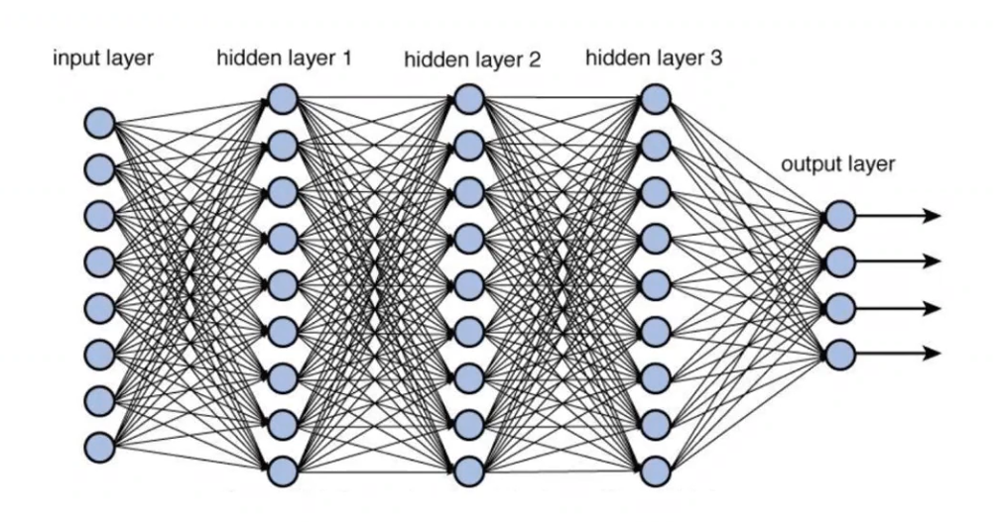 input layer
hidden layer 1
hidden layer 2
hidden layer 3
output layer